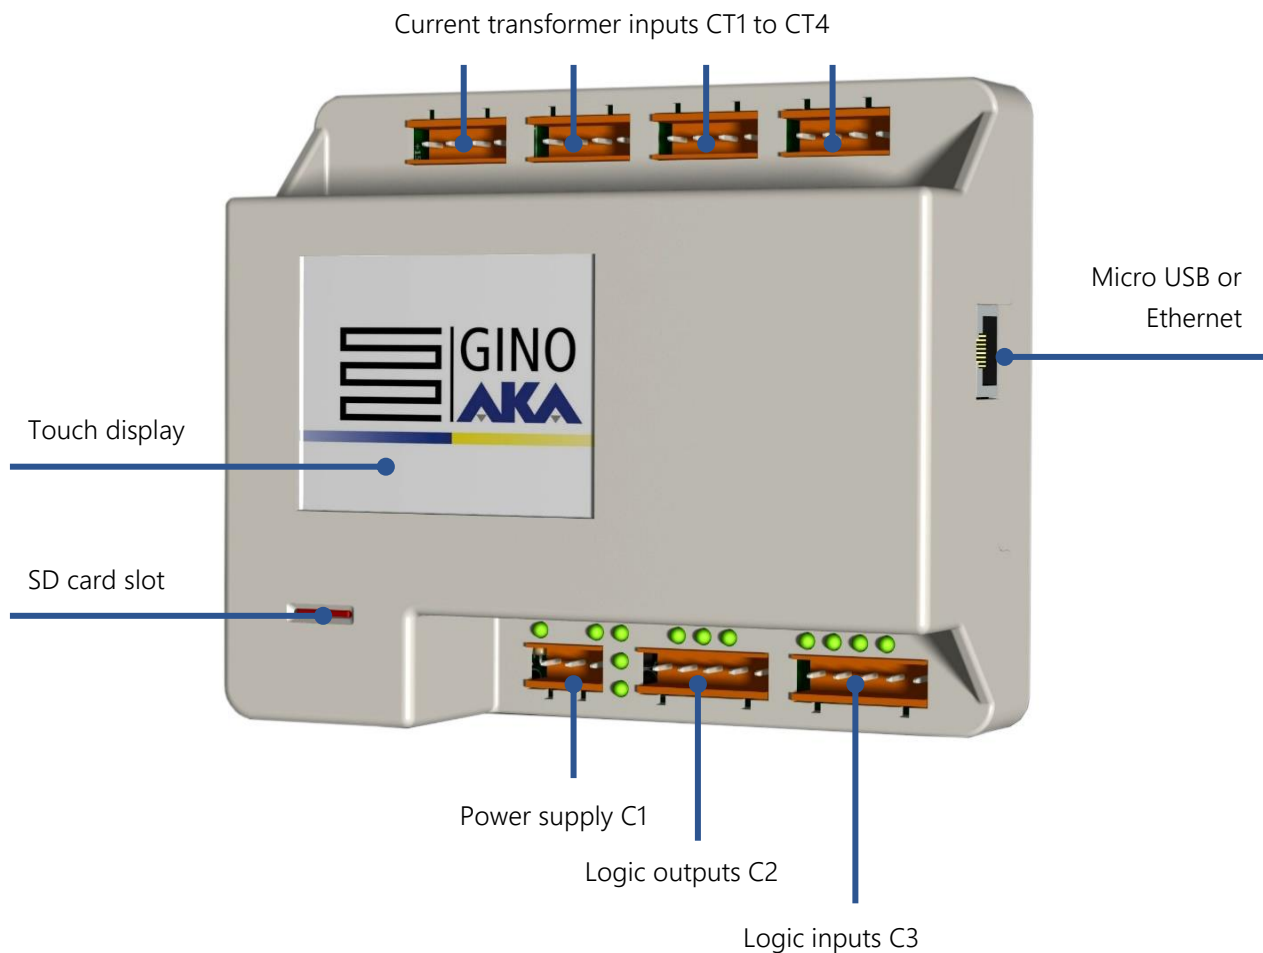 Current transformer inputs CT1 to CT4
Micro USB or
Ethernet
GINO
AKA
Touch display
SD card slot
Power supply C1
Logic outputs C2
Logic inputs C3